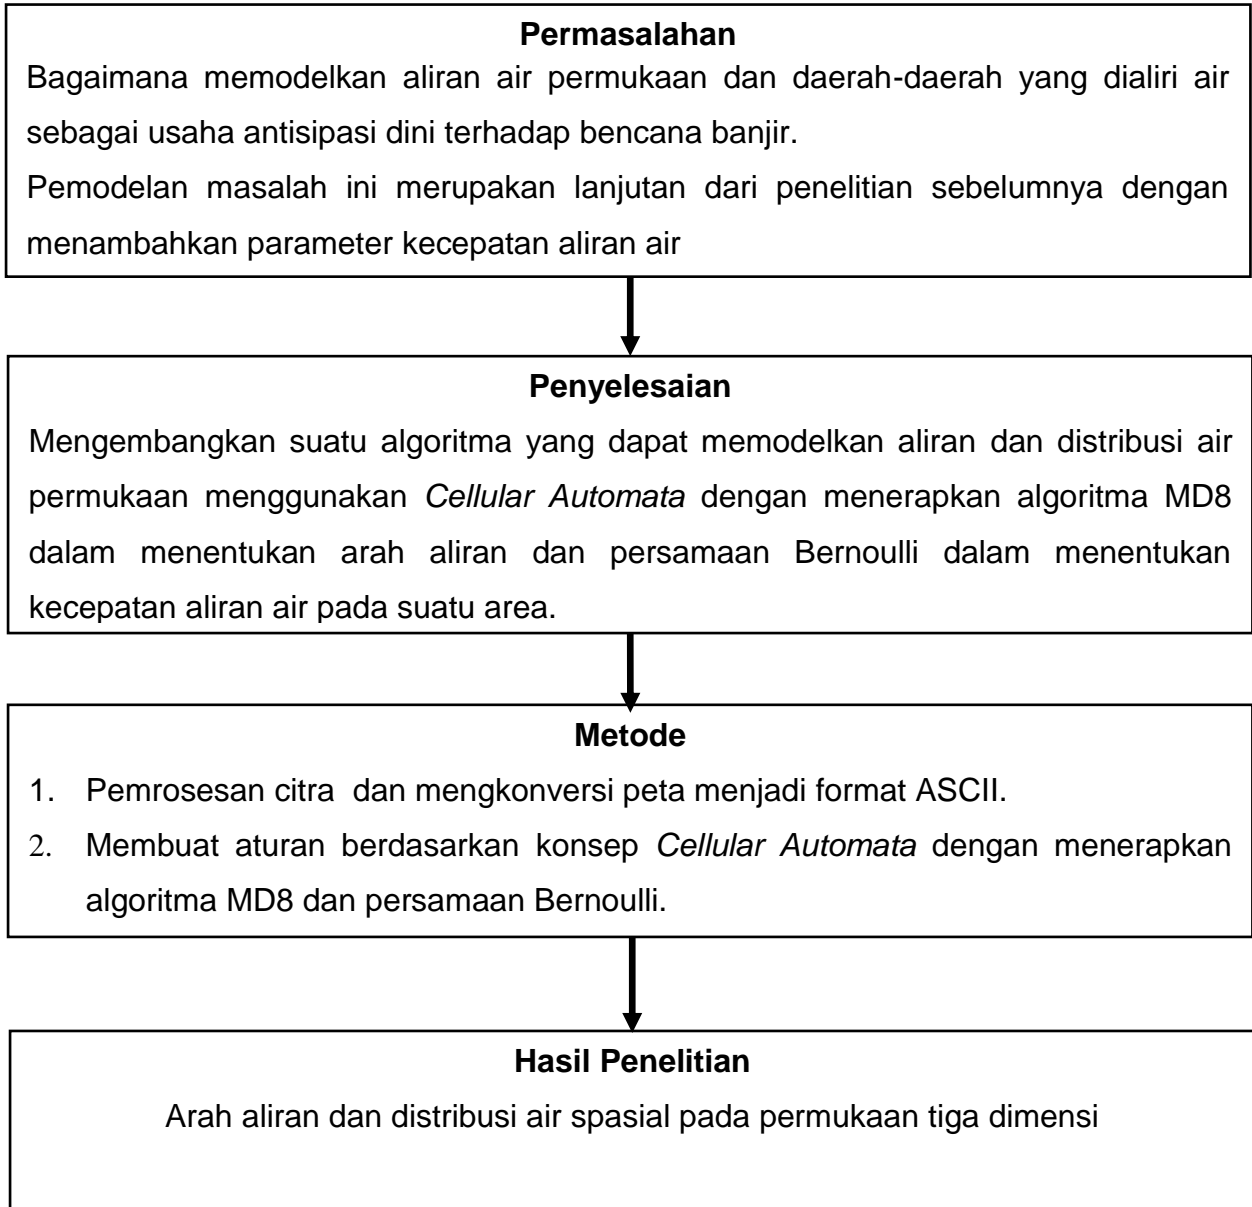 Permasalahan
Bagaimana memodelkan aliran air permukaan dan daerah-daerah yang dialiri air
sebagai usaha antisipasi dini terhadap bencana banjir.
Pemodelan masalah ini merupakan lanjutan dari penelitian sebelumnya dengan
menambahkan parameter kecepatan aliran air
Penyelesaian
Mengembangkan suatu algoritma yang dapat memodelkan aliran dan distribusi air
permukaan menggunakan Cellular Automata dengan menerapkan algoritma MD8
dalam menentukan arah aliran dan persamaan Bernoulli dalam menentukan
kecepatan aliran air pada suatu area.
Metode
1. Pemrosesan citra dan mengkonversi peta menjadi format ASCII.
2. Membuat aturan berdasarkan konsep Cellular Automata dengan menerapkan
algoritma MD8 dan persamaan Bernoulli.
Hasil Penelitian
Arah aliran dan distribusi air spasial pada permukaan tiga dimensi